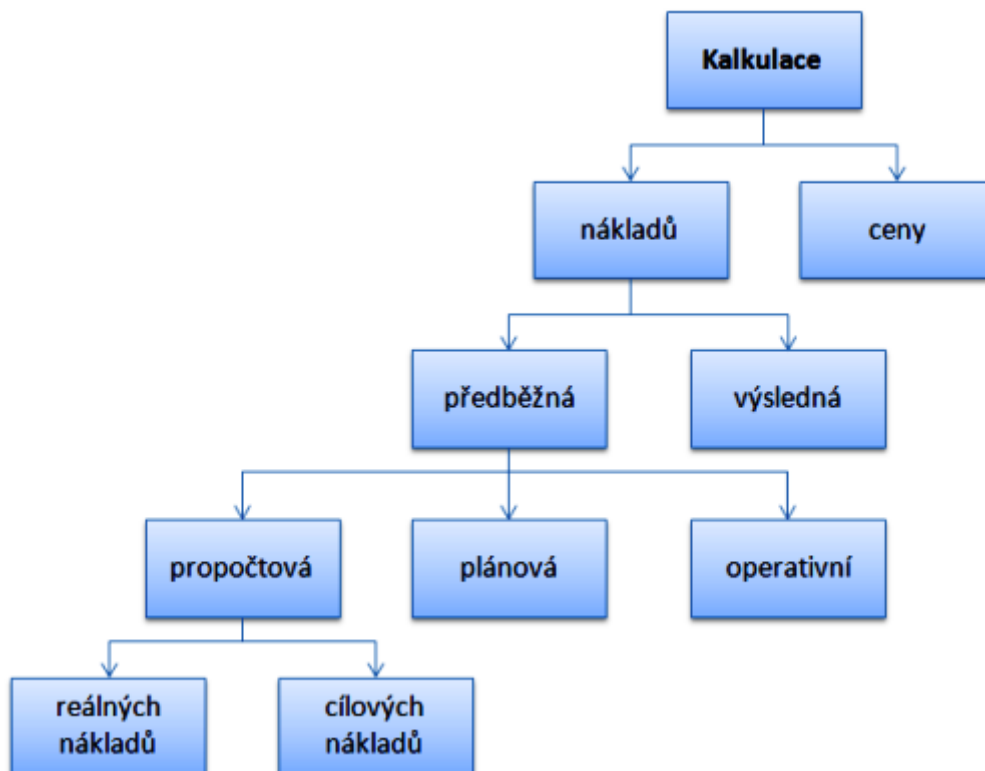 Kalkulace
nákladů
ceny
předběžná
výsledná
propočtová
plánová
operativní
reálných
nákladů
cílových
nákladů